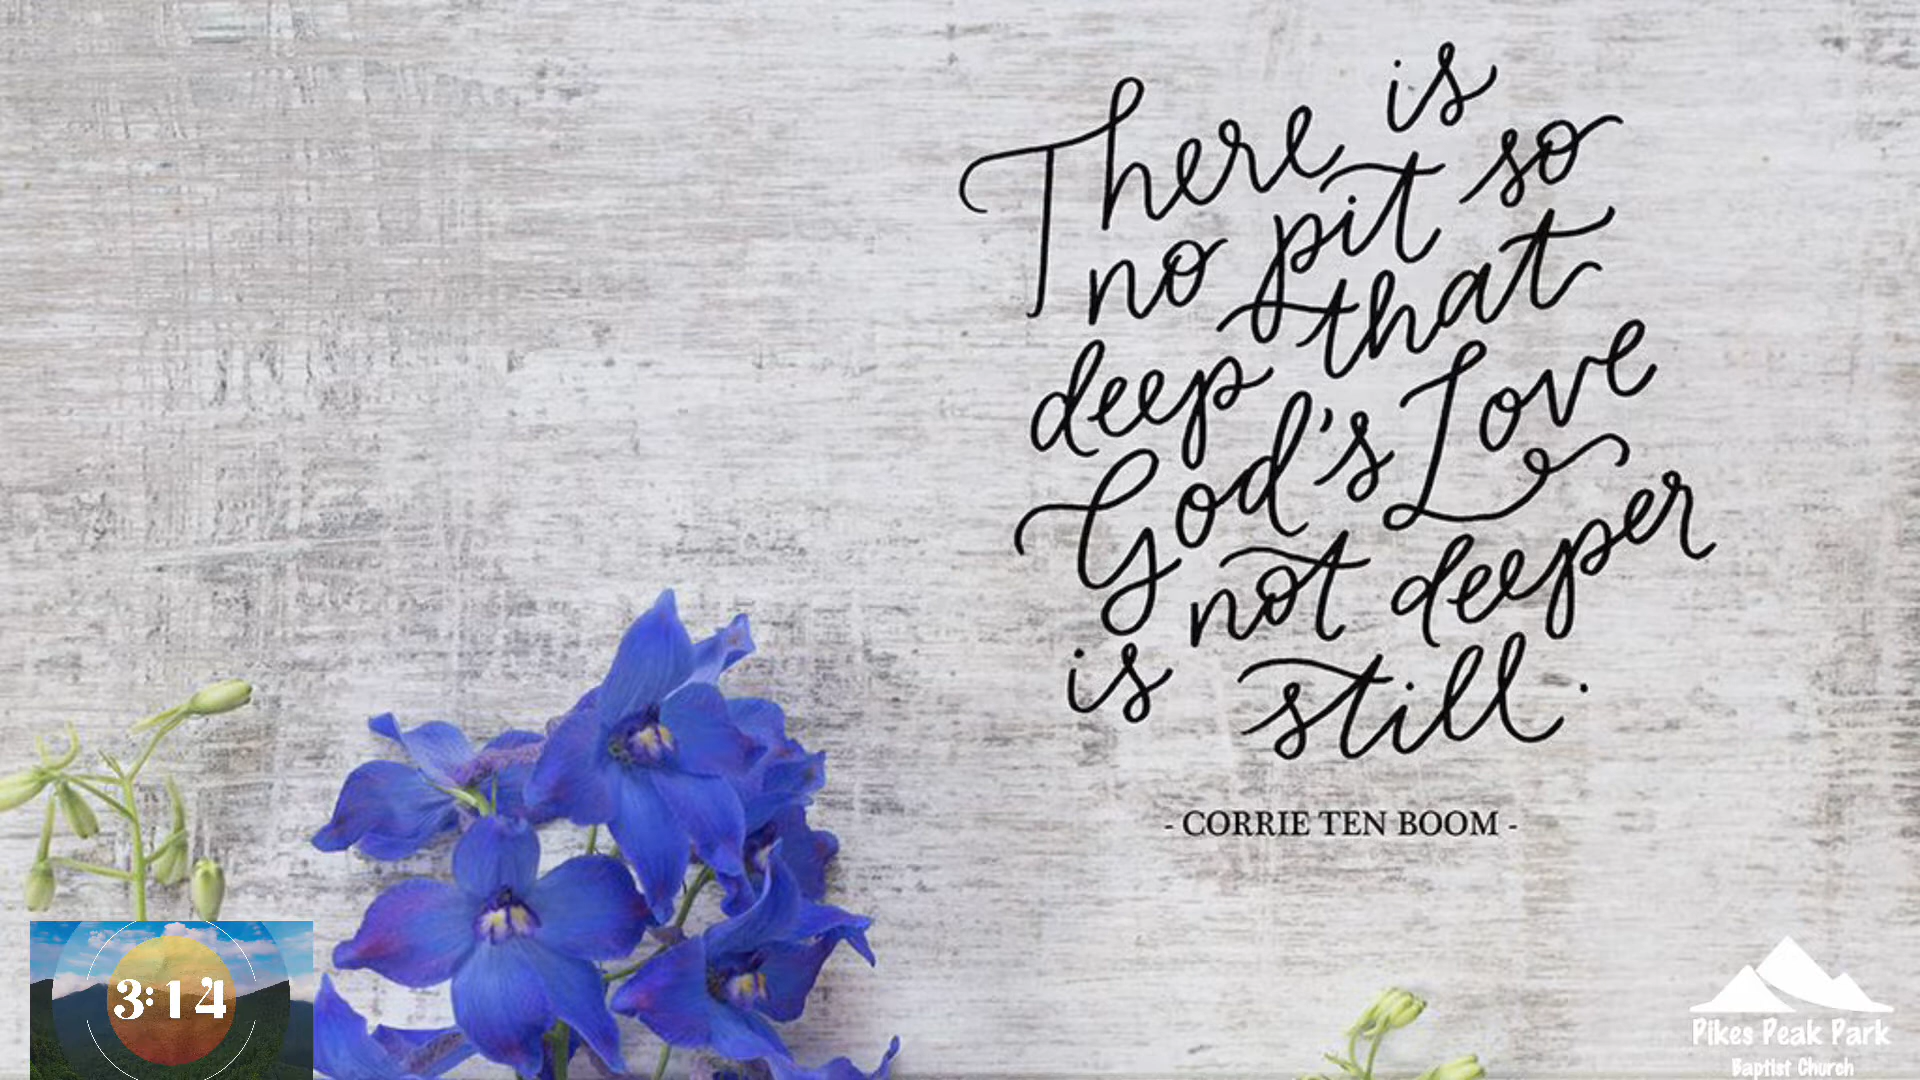 There is
no pit so
deep that
God's Love
is not deeper
still.
- CORRIE TEN BOOM -
3:14
Pikes Peak Park
Baptist Church